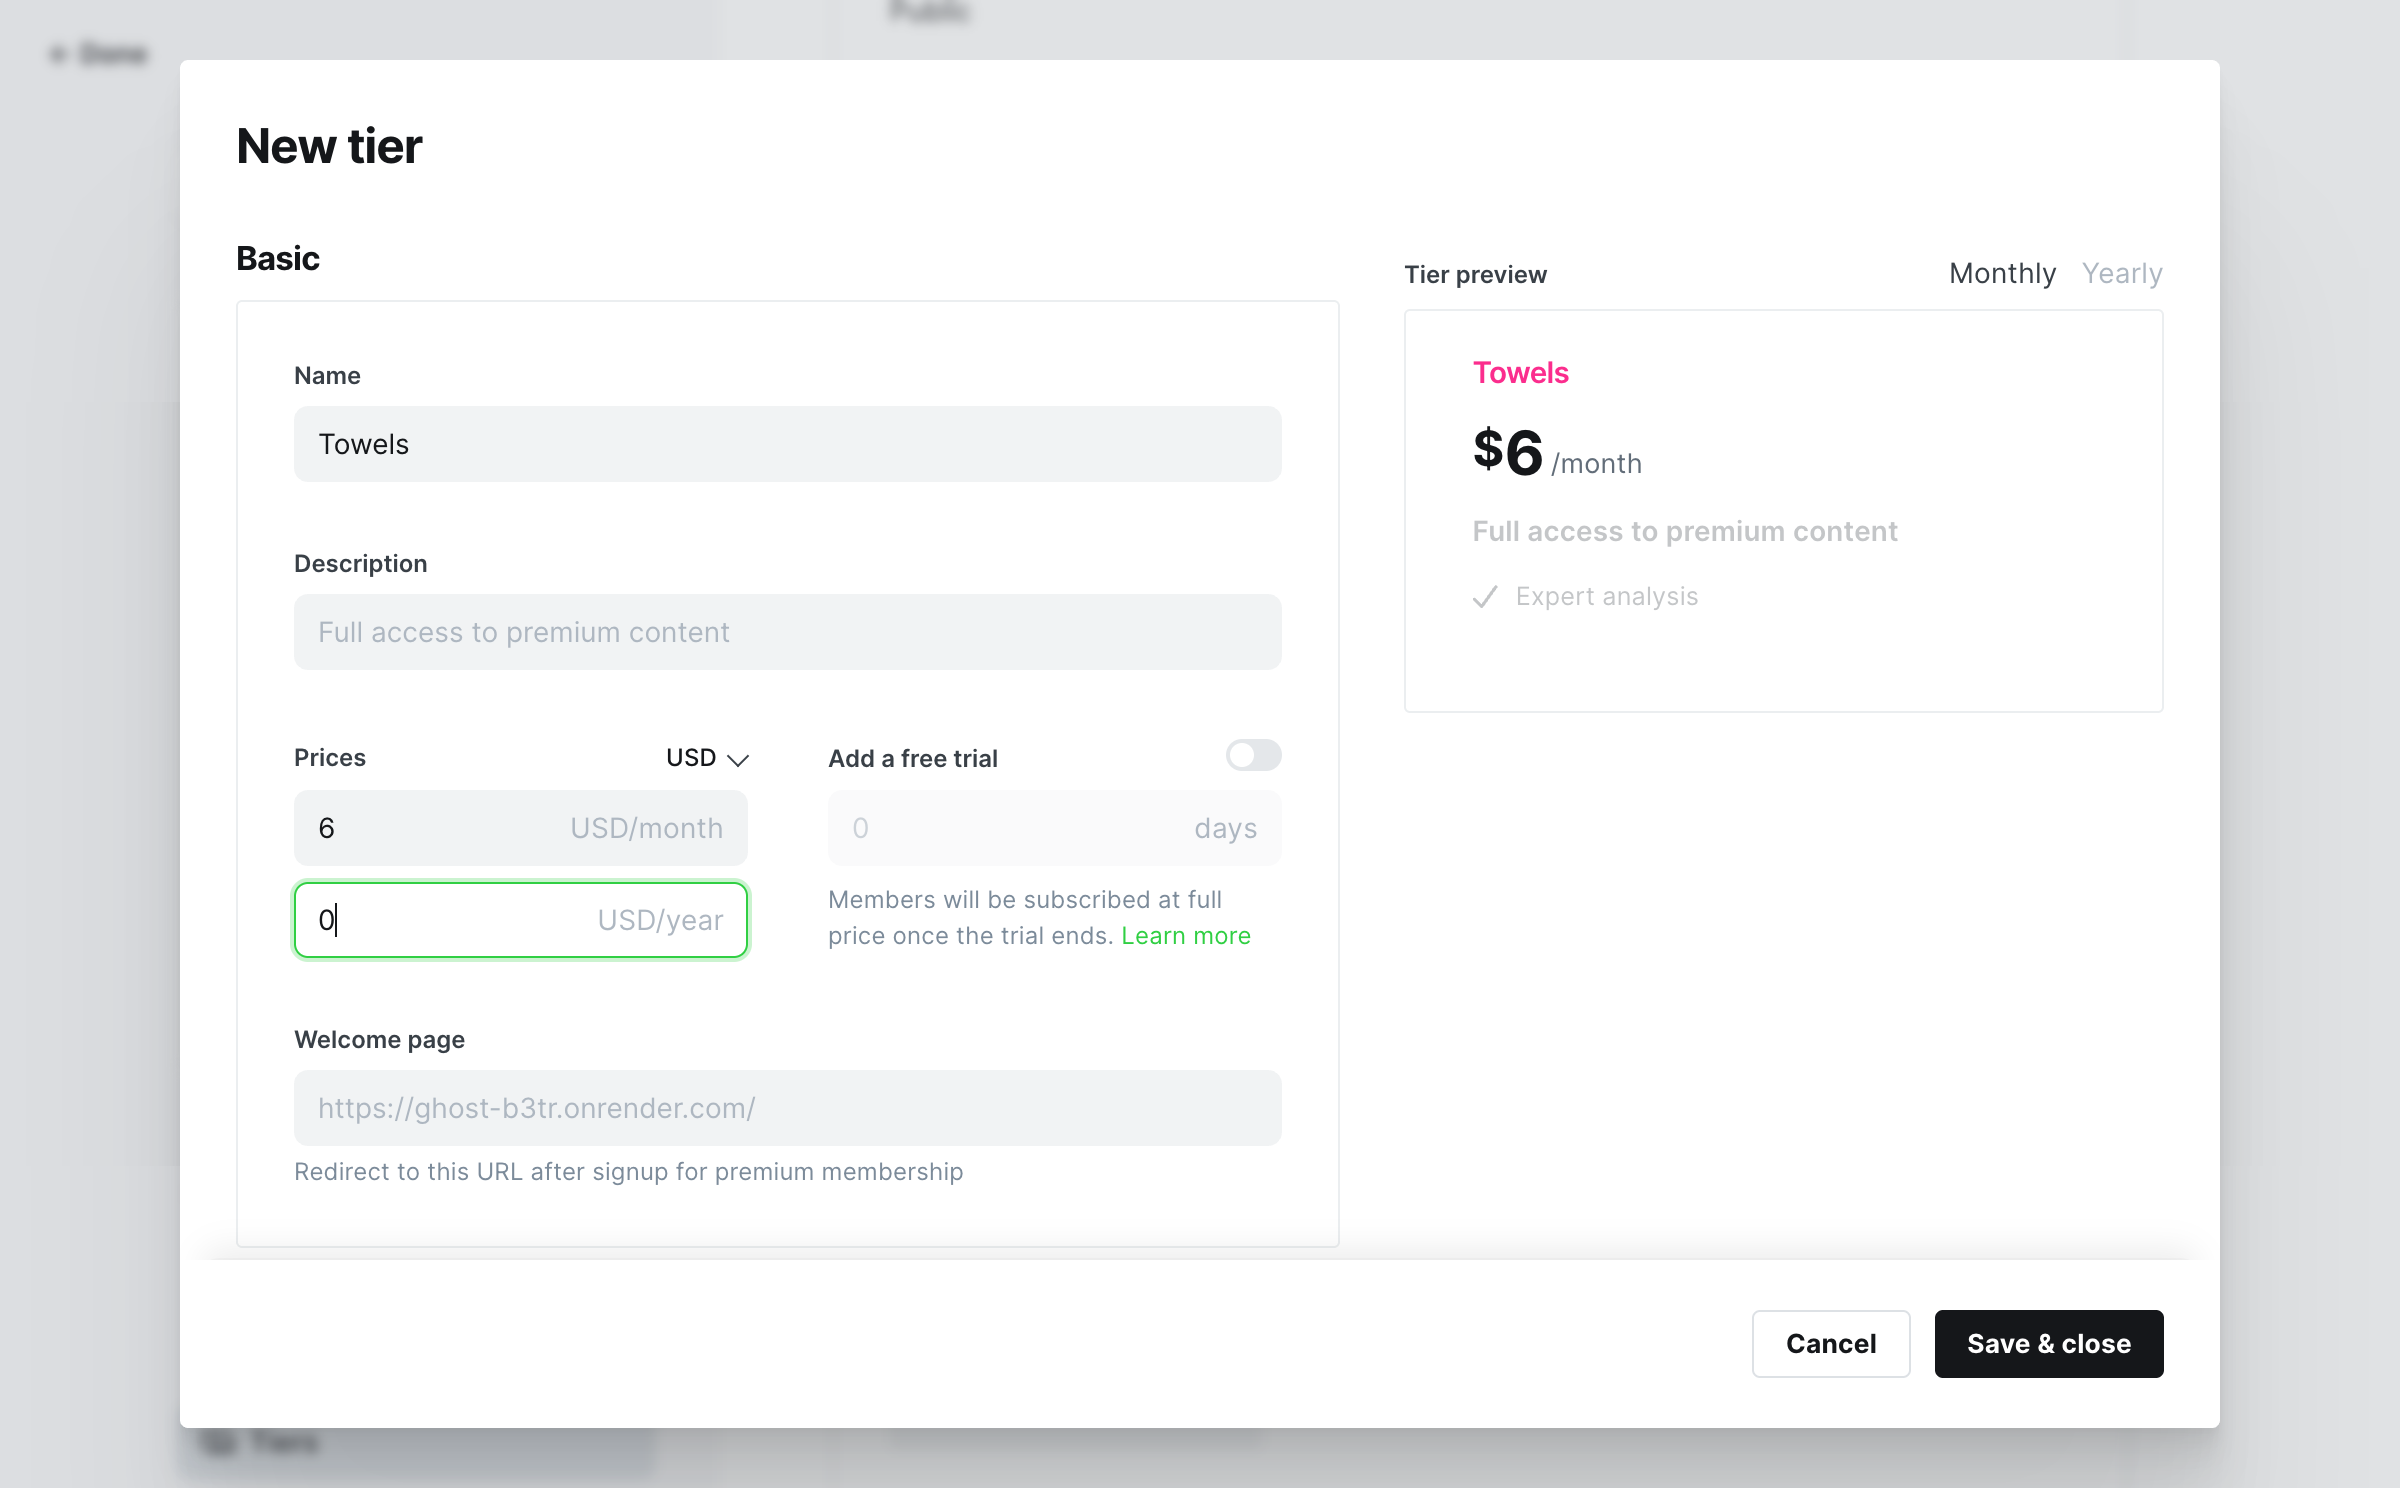 Public
← Done
New tier
Basic
Name
Towels
Description
Full access to premium content
Prices
USD
6 USD/month
0 USD/year
Add a free trial
0 days
Members will be subscribed at full
price once the trial ends. Learn more
Welcome page
https://ghost-b3tr.onrender.com/
Redirect to this URL after signup for premium membership
Tier preview
Monthly Yearly
Towels
$6 /month
Full access to premium content
Expert analysis
Cancel
Save & close
Tiers